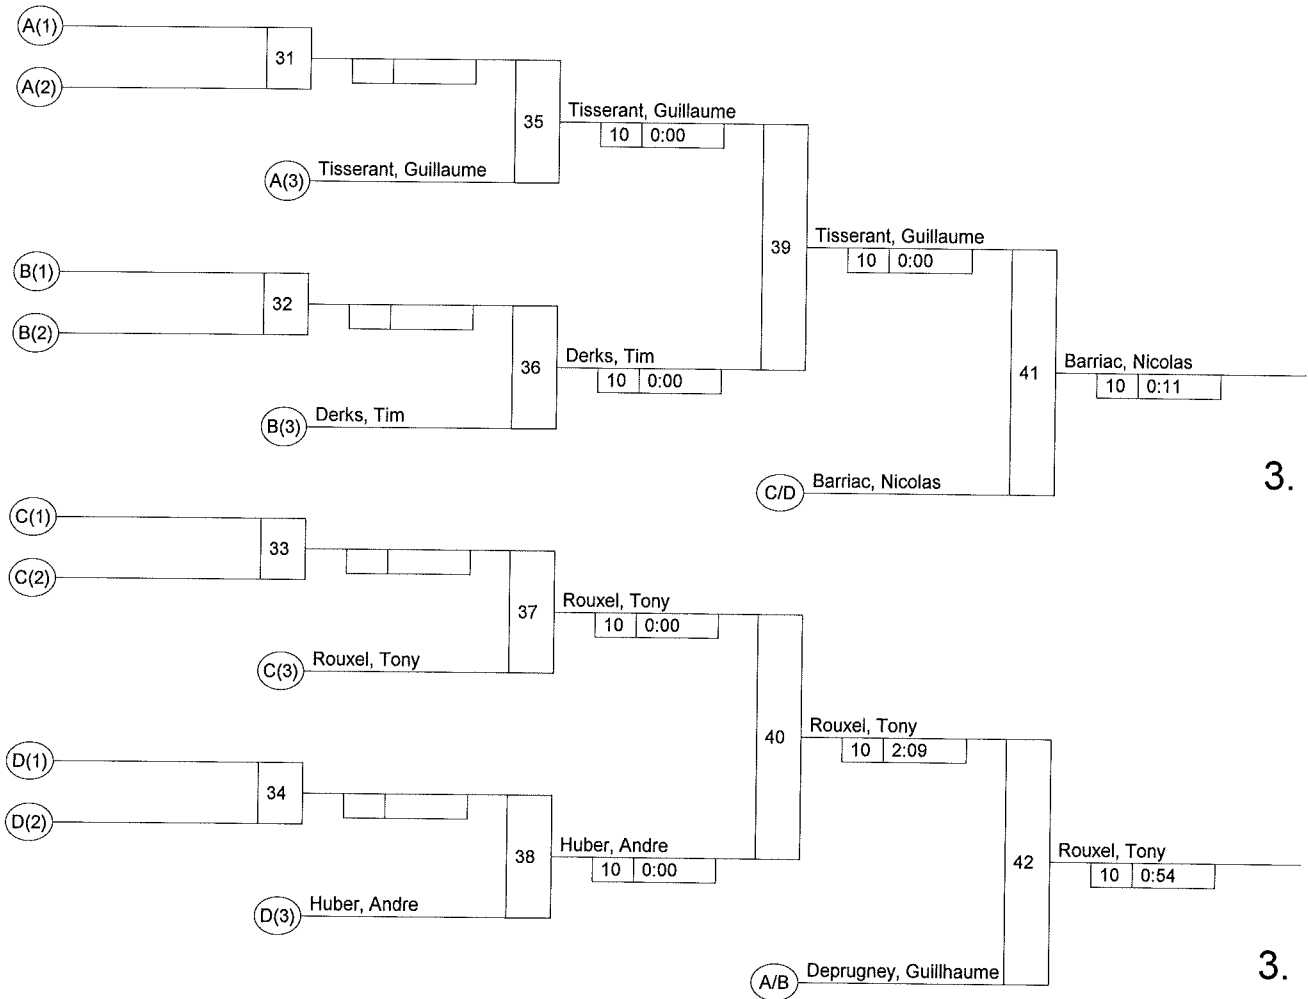 A(1)
31
A(2)
35
Tisserant, Guillaume
10 0:00
A(3) Tisserant, Guillaume
39
Tisserant, Guillaume
10 0:00
B(1)
32
B(2)
36
Derks, Tim
10 0:00
B(3) Derks, Tim
41
Barriac, Nicolas
10 0:11
C/D Barriac, Nicolas
3.
C(1)
33
C(2)
37
Rouxel, Tony
10 0:00
C(3) Rouxel, Tony
40
Rouxel, Tony
10 2:09
D(1)
34
D(2)
38
Huber, Andre
10 0:00
D(3) Huber, Andre
42
Rouxel, Tony
10 0:54
A/B Deprugney, Guilhaume
3.